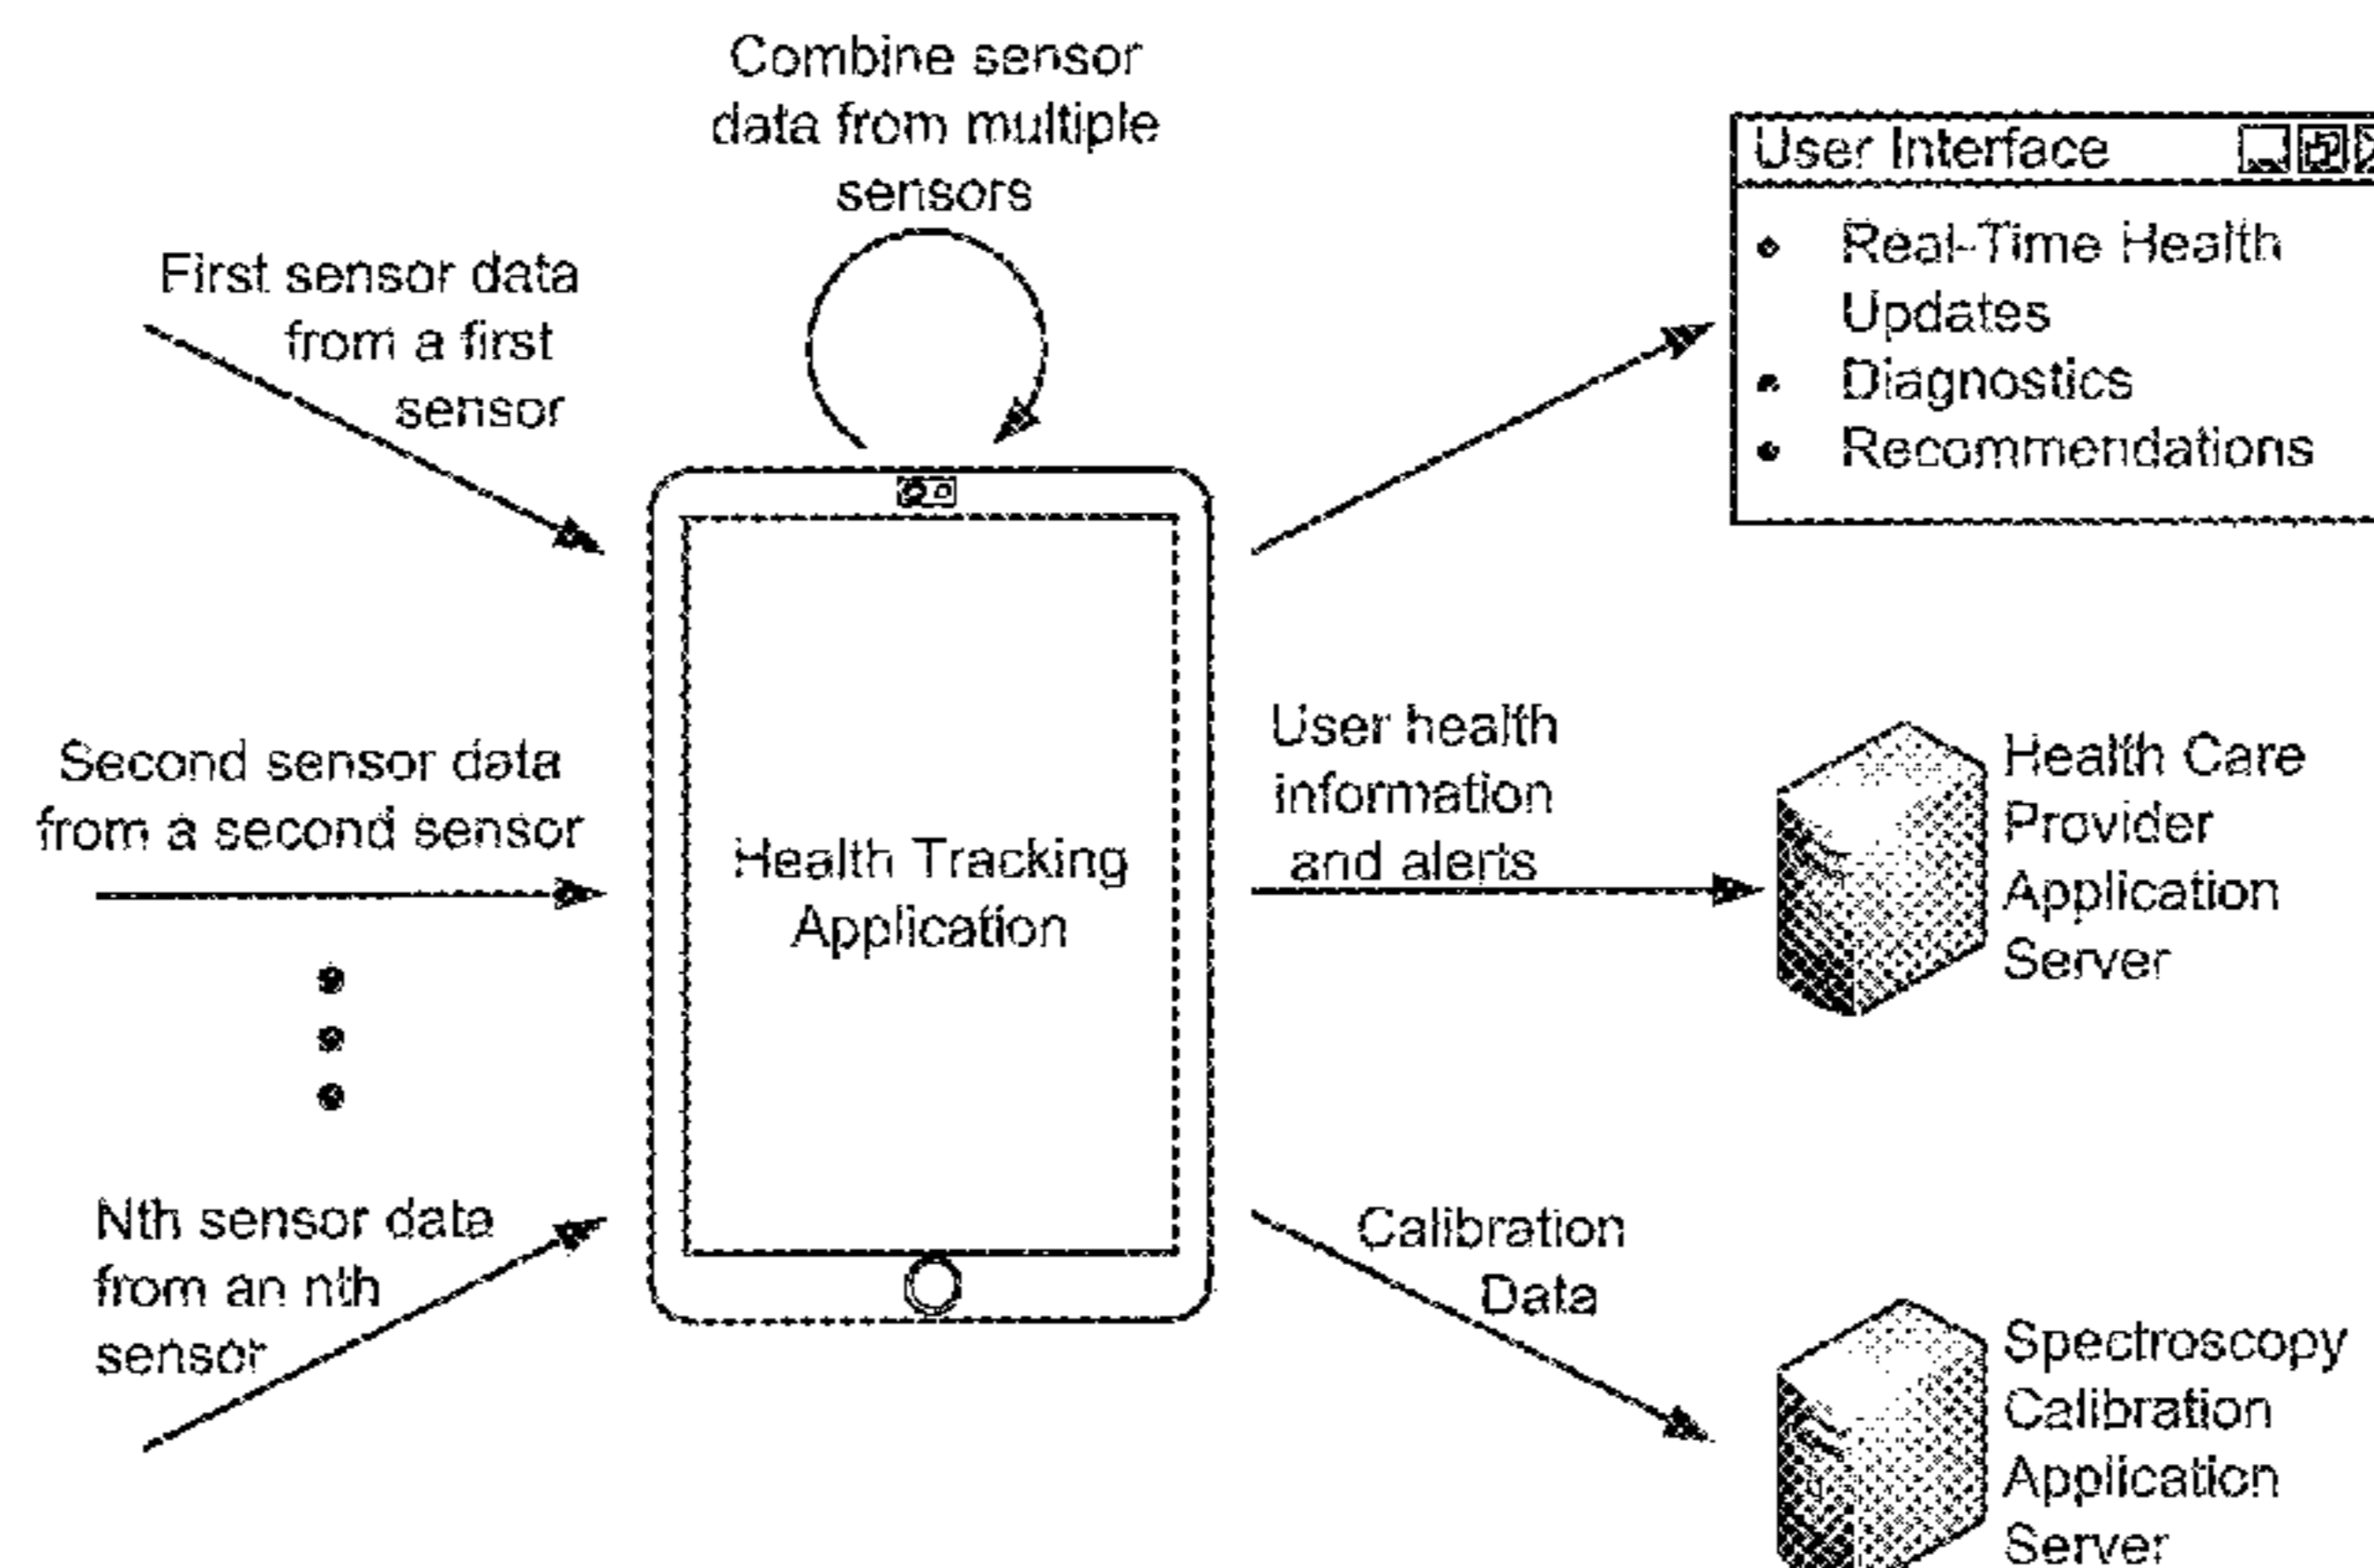 Combine sensor
data from multiple
sensors
First sensor data
from a first
sensor
Second sensor data
from a second sensor
Nth sensor data
from an nth
sensor
Health Tracking
Application
User Interface
• Real-Time Health
Updates
• Diagnostics
• Recommendations
User health
information
and alerts
Health Care
Provider
Application
Server
Calibration
Data
Spectroscopy
Calibration
Application
Server